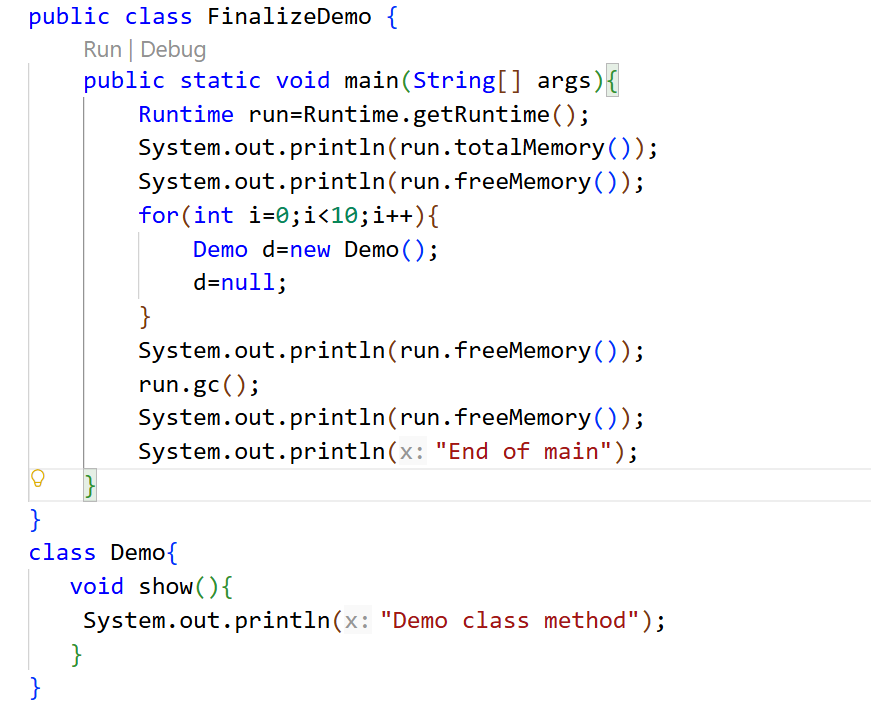 public class FinalizeDemo {
Run | Debug
public static void main(String[] args){
Runtime run=Runtime.getRuntime();
System.out.println(run.totalMemory());
System.out.println(run.freeMemory());
for(int i=0;i<10;i++){
Demo d=new Demo();
d=null;
}
System.out.println(run.freeMemory());
run.gc();
System.out.println(run.freeMemory());
System.out.println(x: "End of main");
}
}
class Demo{
void show(){
System.out.println(x: "Demo class method");
}
}